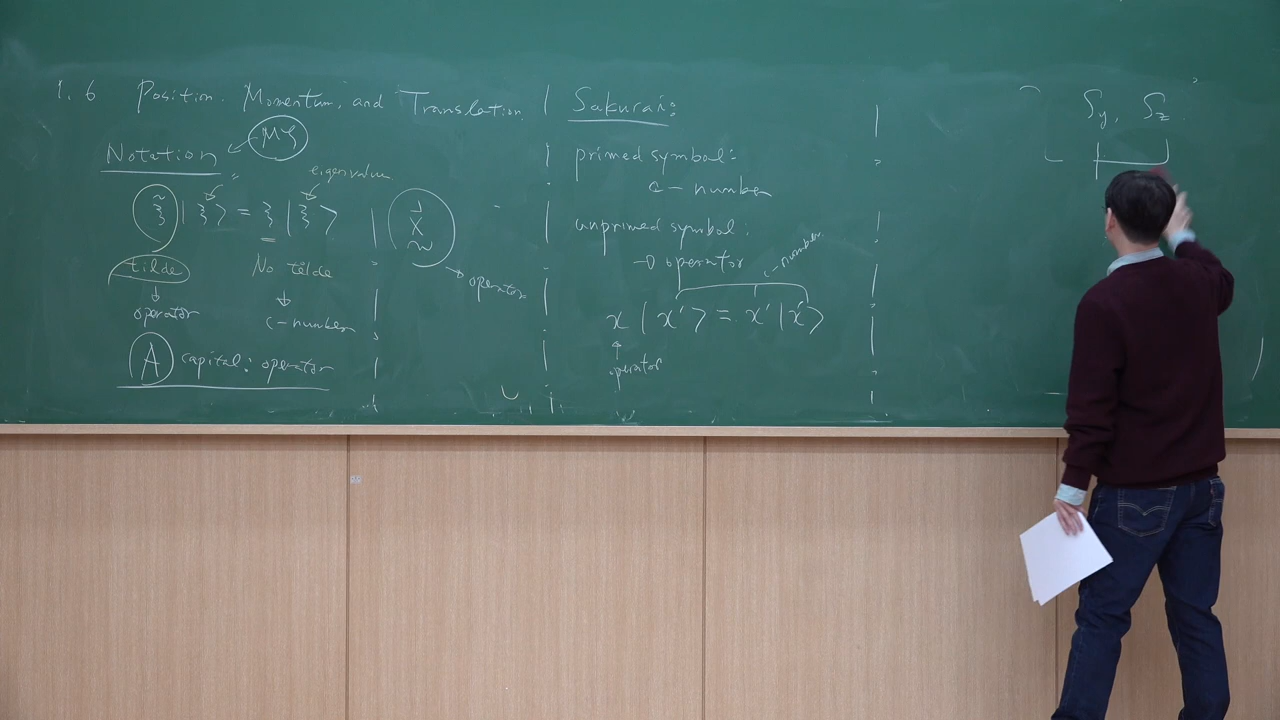 1.6 Position, Momentum, and Translation
Notation ← MY
eigenvalue
ξ̃ | ξ > = ξ | ξ >
tilde
No tilde
↓ operator
↓ c-number
A capital: operator
X
→ operator
Sakurai:
primed symbol:
c-number
unprimed symbol:
→ operator
c-number
x | x' > = x' | x' >
↑
operator
Sy, Sz